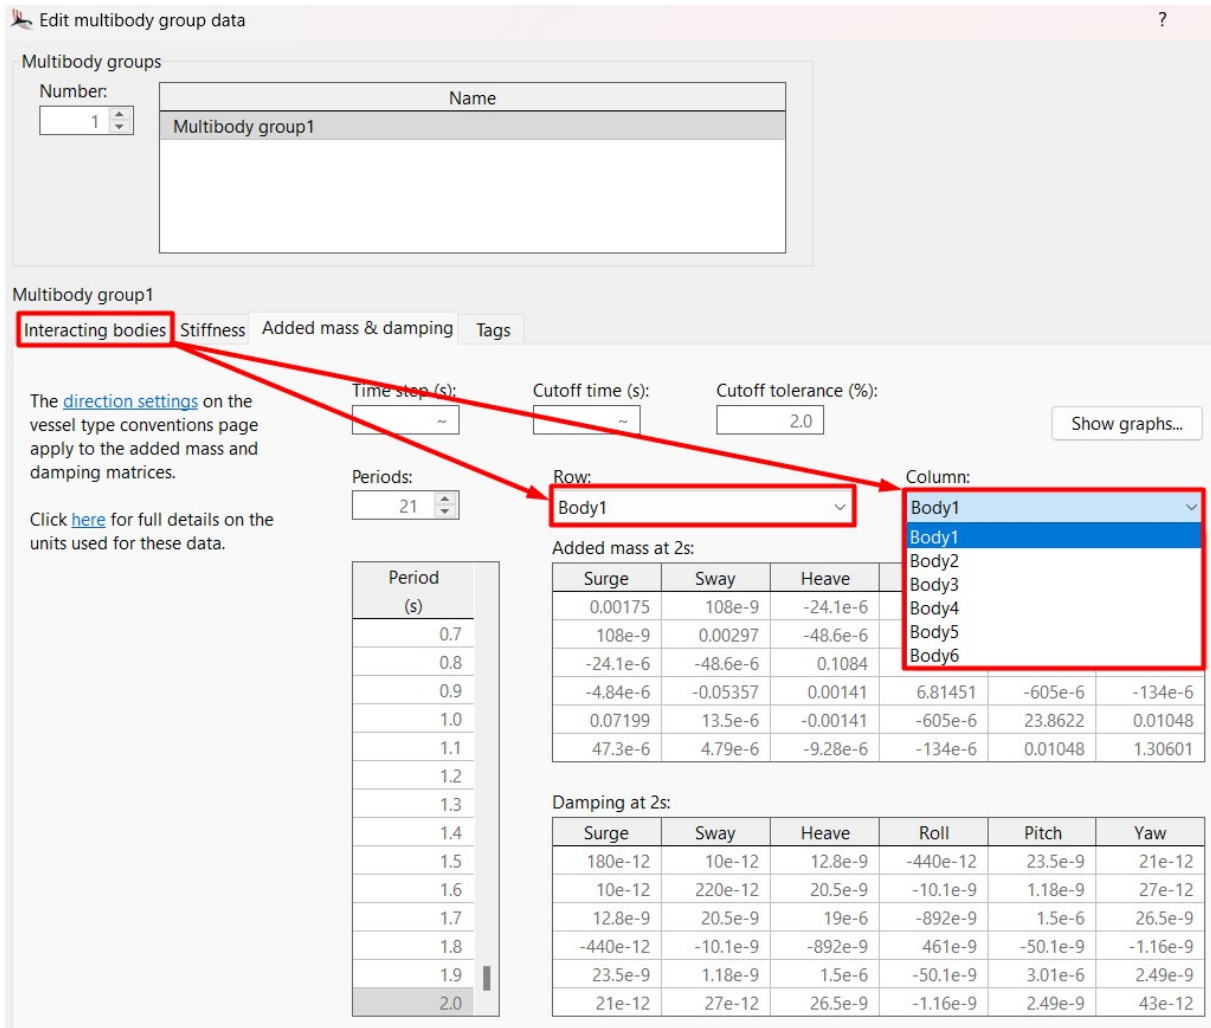 Edit multibody group data ?
Multibody groups
Number:
1
Name
Multibody group1
Multibody group1
Interacting bodies Stiffness Added mass & damping Tags
The direction settings on the
vessel type conventions page
apply to the added mass and
damping matrices.
Click here for full details on the
units used for these data.
Time step (s): Cutoff time (s): Cutoff tolerance (%):
~ ~ 2.0
Show graphs...
Periods: Row: Column:
21 Body1 Body1
Body1
Body2
Body3
Body4
Body5
Body6
Period
(s)
0.7
0.8
0.9
1.0
1.1
1.2
1.3
1.4
1.5
1.6
1.7
1.8
1.9
2.0
Added mass at 2s:
Surge Sway Heave
0.00175 108e-9 -24.1e-6
108e-9 0.00297 -48.6e-6
-24.1e-6 -48.6e-6 0.1084
-4.84e-6 -0.05357 0.00141 6.81451 -605e-6 -134e-6
0.07199 13.5e-6 -0.00141 -605e-6 23.8622 0.01048
47.3e-6 4.79e-6 -9.28e-6 -134e-6 0.01048 1.30601
Damping at 2s:
Surge Sway Heave Roll Pitch Yaw
180e-12 10e-12 12.8e-9 -440e-12 23.5e-9 21e-12
10e-12 220e-12 20.5e-9 -10.1e-9 1.18e-9 27e-12
12.8e-9 20.5e-9 19e-6 -892e-9 1.5e-6 26.5e-9
-440e-12 -10.1e-9 -892e-9 461e-9 -50.1e-9 -1.16e-9
23.5e-9 1.18e-9 1.5e-6 -50.1e-9 3.01e-6 2.49e-9
21e-12 27e-12 26.5e-9 -1.16e-9 2.49e-9 43e-12